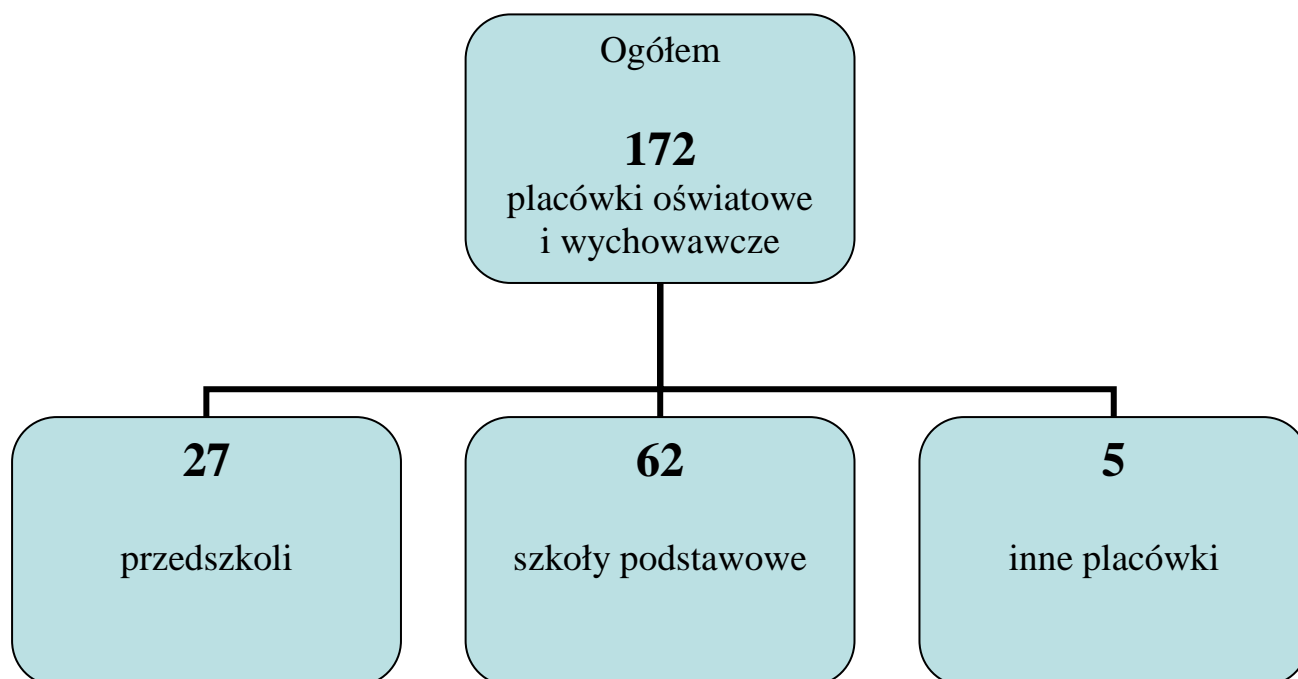 Ogółem
172
placówki oświatowe
i wychowawcze
27
przedszkoli
62
szkoły podstawowe
5
inne placówki